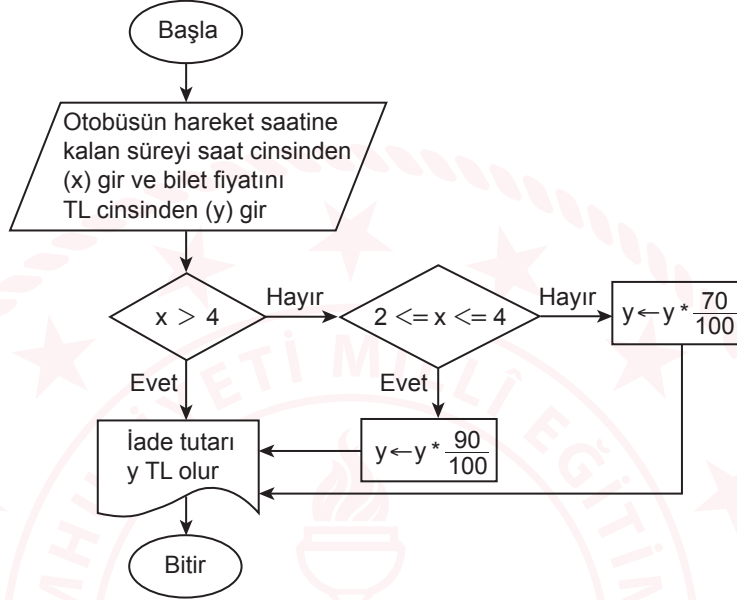 Başla
Otobüsün hareket saatine
kalan süreyi saat cinsinden
(x) gir ve bilet fiyatını
TL cinsinden (y) gir
x > 4
Hayır
2 <= x <= 4
Hayır
y ← y * 70/100
Evet
Evet
İade tutarı
y TL olur
y ← y * 90/100
Bitir